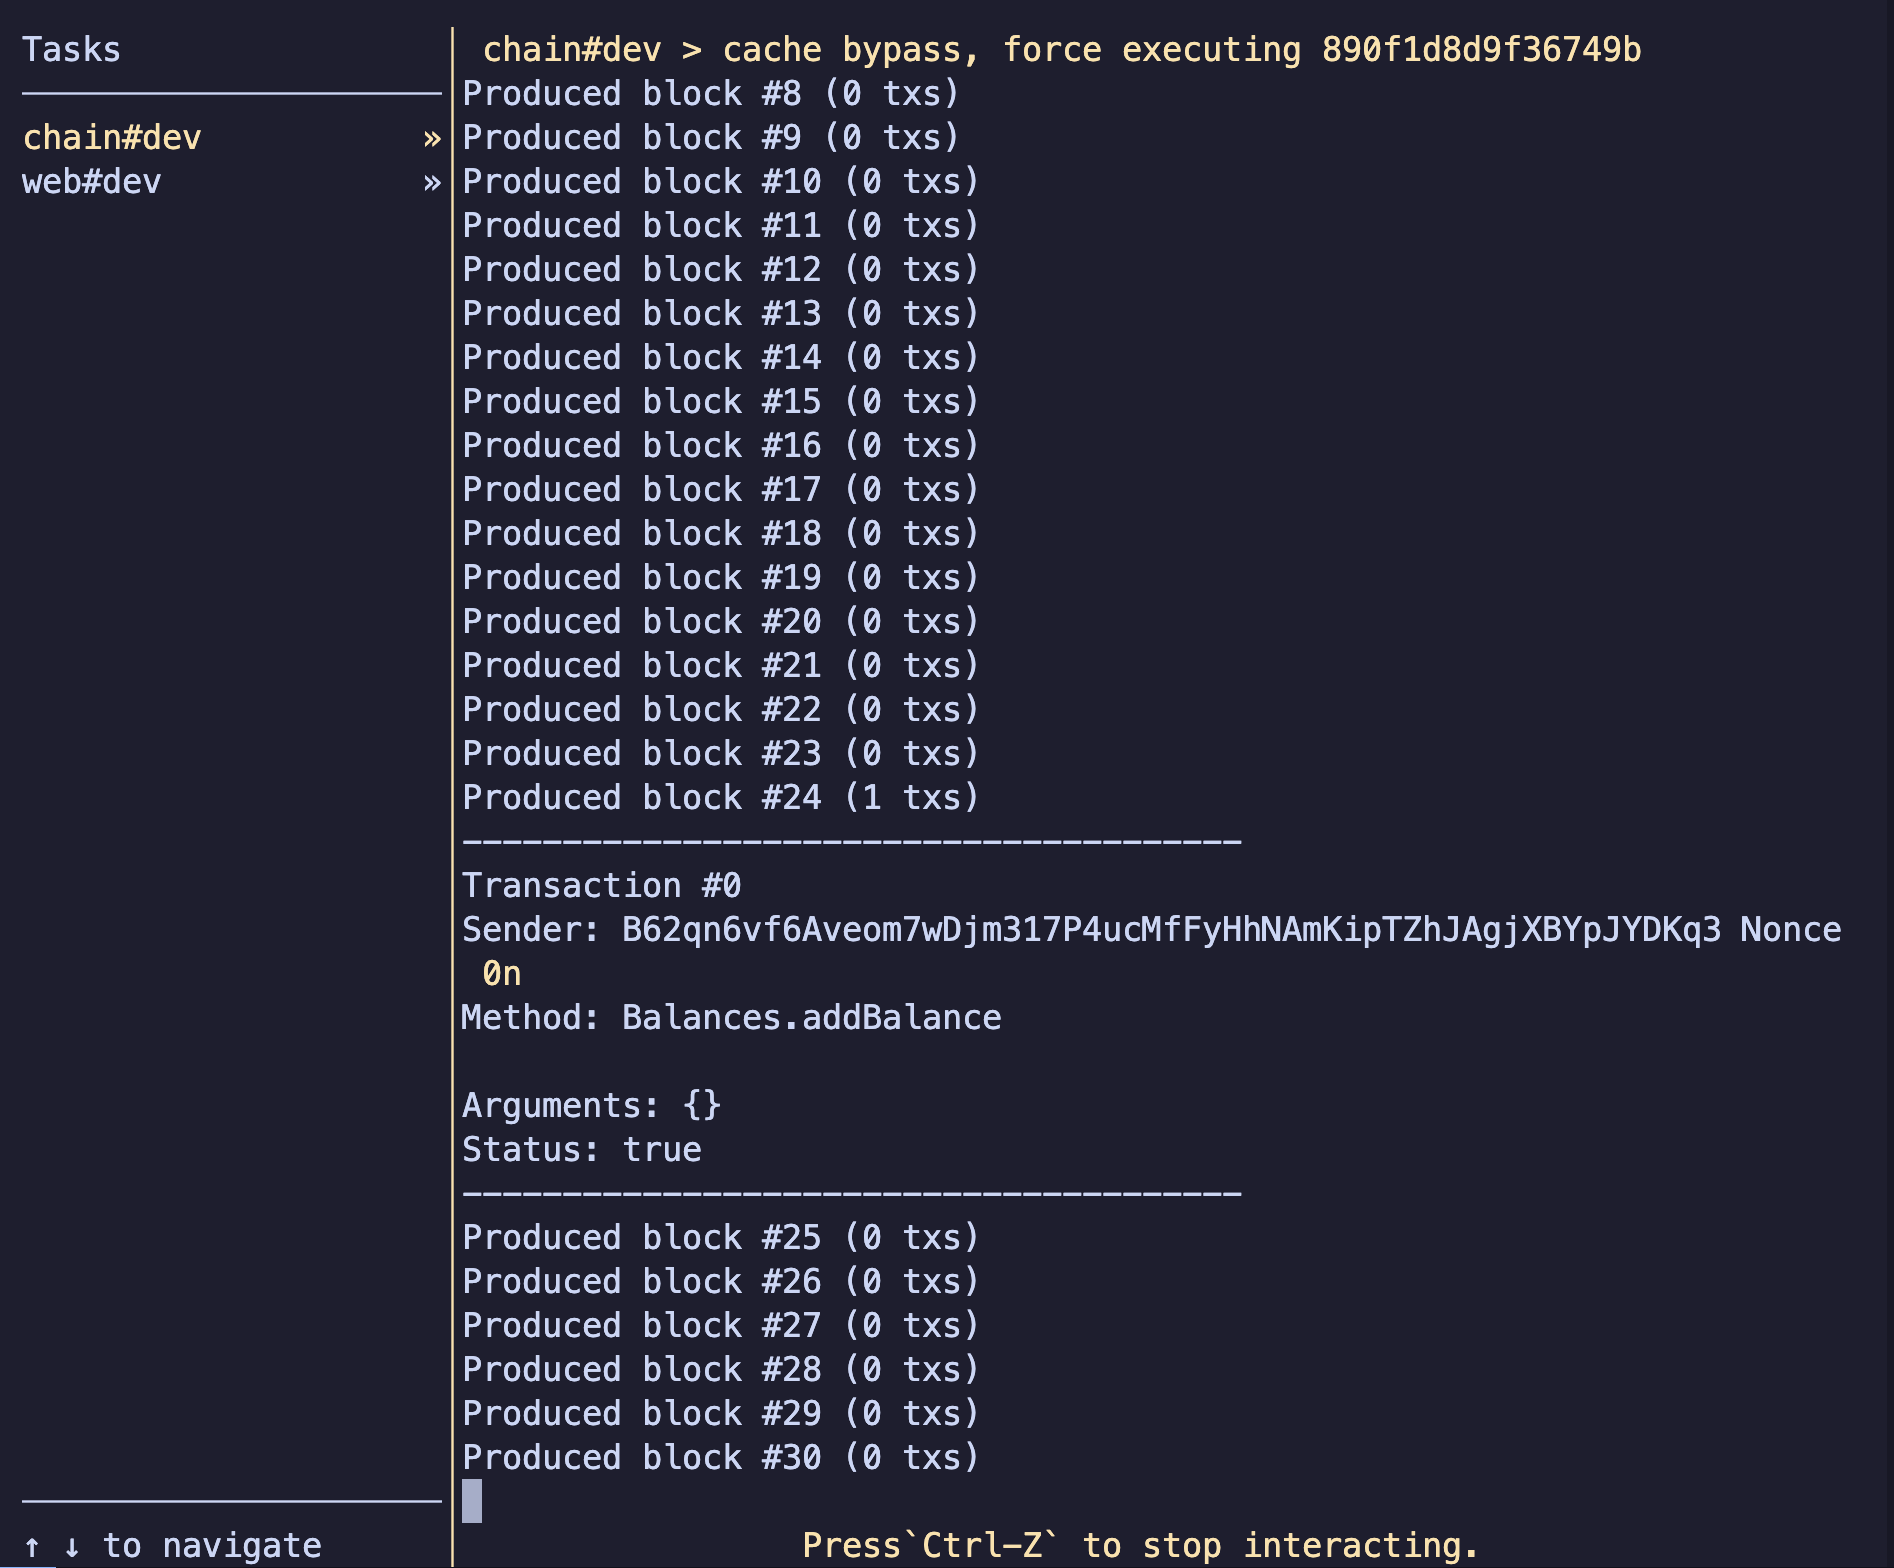 Tasks
chain#dev »
web#dev »
↑ ↓ to navigate
chain#dev > cache bypass, force executing 890f1d8d9f36749b
Produced block #8 (0 txs)
Produced block #9 (0 txs)
Produced block #10 (0 txs)
Produced block #11 (0 txs)
Produced block #12 (0 txs)
Produced block #13 (0 txs)
Produced block #14 (0 txs)
Produced block #15 (0 txs)
Produced block #16 (0 txs)
Produced block #17 (0 txs)
Produced block #18 (0 txs)
Produced block #19 (0 txs)
Produced block #20 (0 txs)
Produced block #21 (0 txs)
Produced block #22 (0 txs)
Produced block #23 (0 txs)
Produced block #24 (1 txs)
---------------------------------------
Transaction #0
Sender: B62qn6vf6Aveom7wDjm317P4ucMfFyHhNAmKipTZhJAgjXBYpJYDKq3 Nonce
0n
Method: Balances.addBalance
Arguments: {}
Status: true
---------------------------------------
Produced block #25 (0 txs)
Produced block #26 (0 txs)
Produced block #27 (0 txs)
Produced block #28 (0 txs)
Produced block #29 (0 txs)
Produced block #30 (0 txs)
Press`Ctrl-Z` to stop interacting.